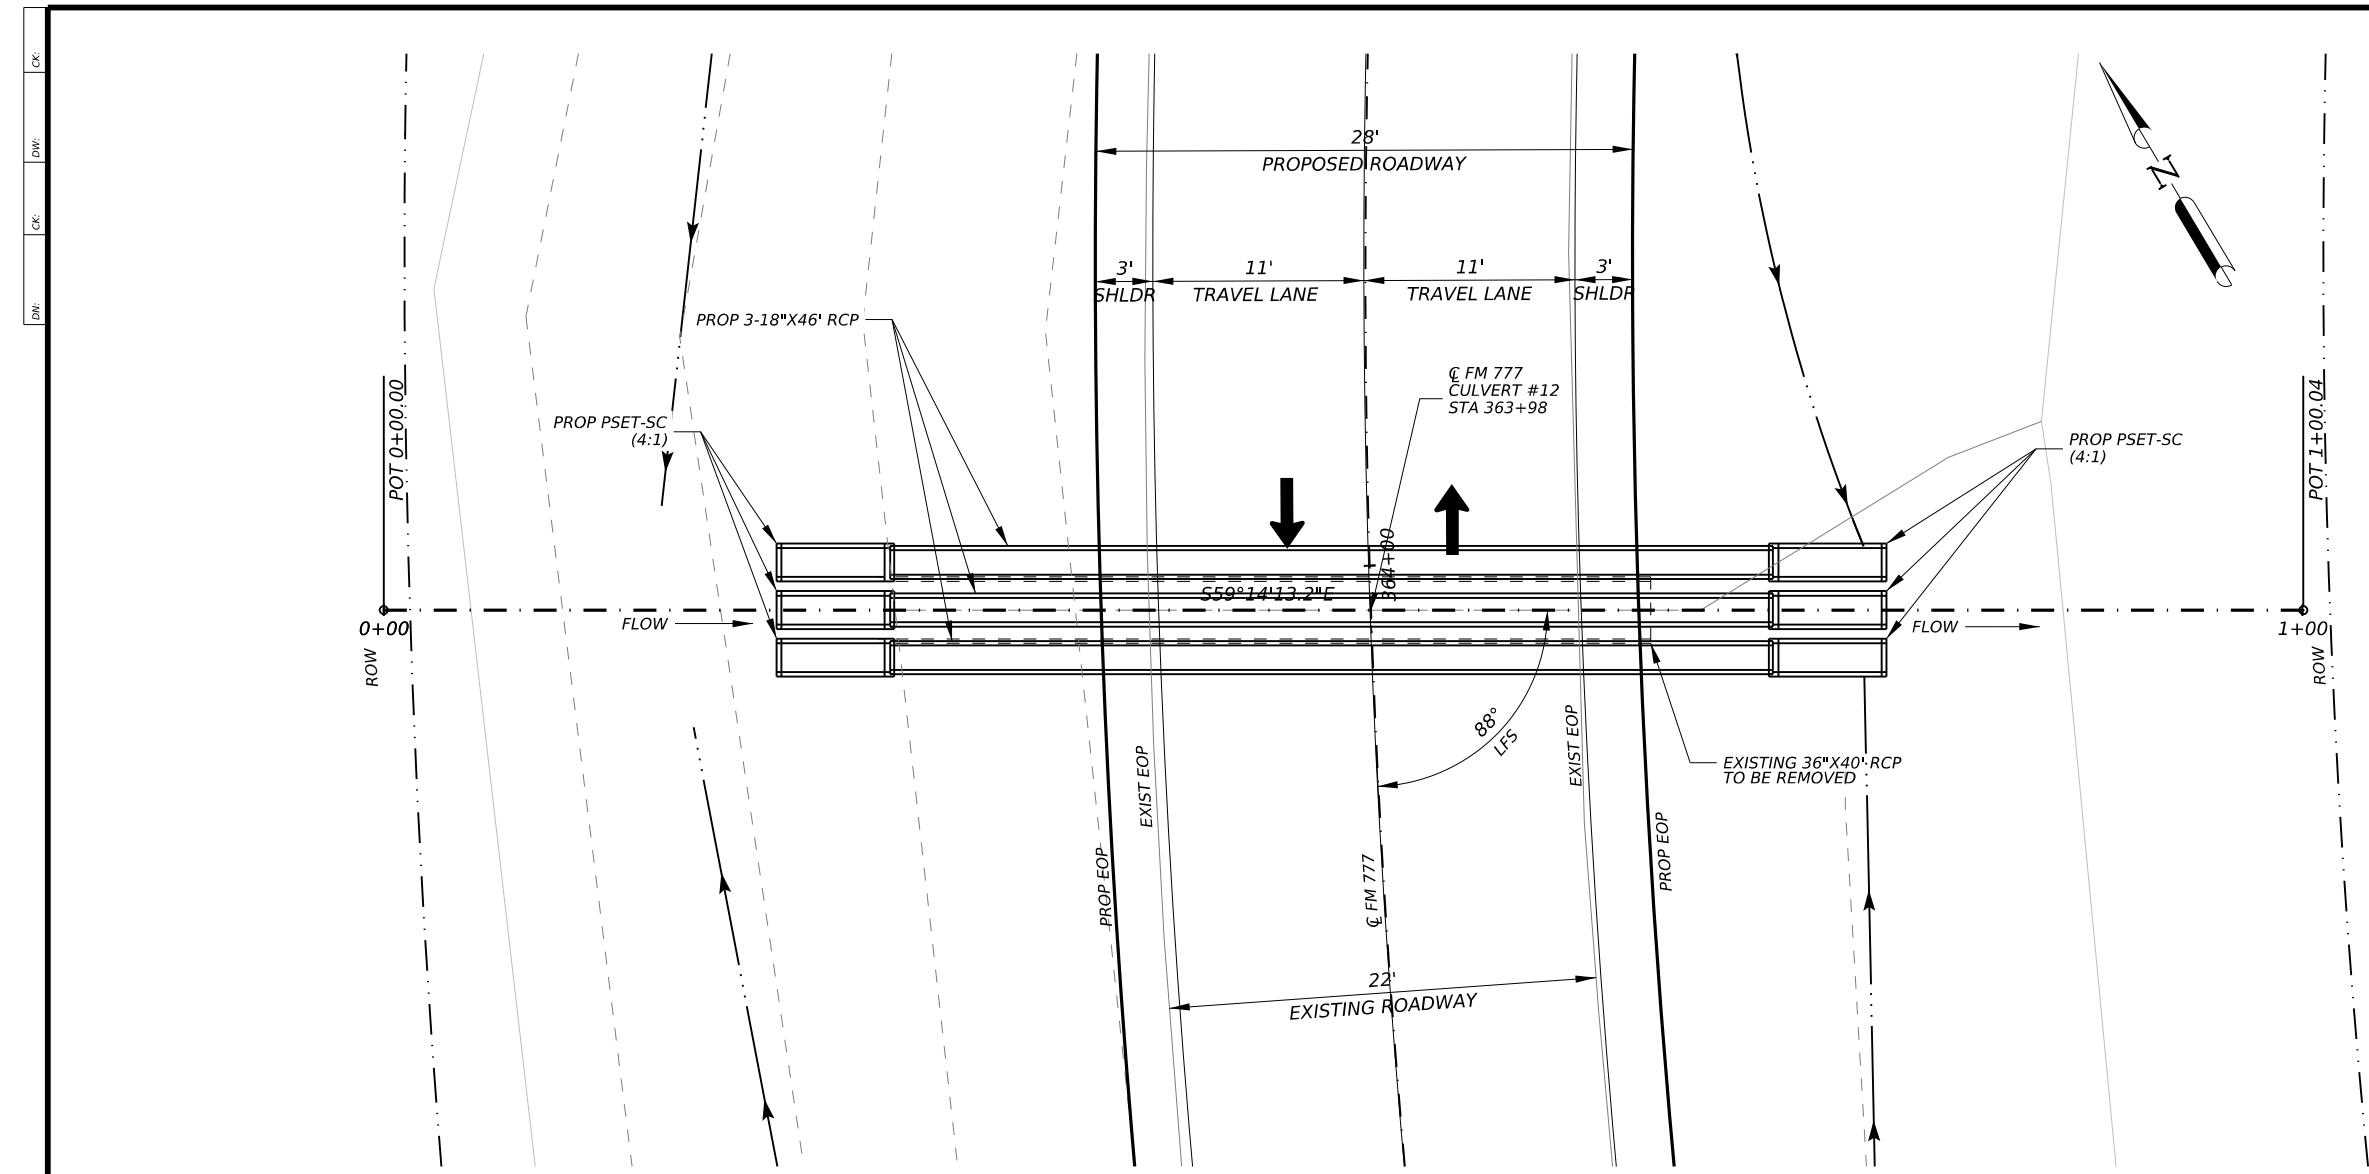 CK:
DW:
CK:
DN:
28'
PROPOSED ROADWAY
N
3'
SHLDR
11'
TRAVEL LANE
11'
TRAVEL LANE
3'
SHLDR
PROP 3-18"X46' RCP
℄ FM 777
CULVERT #12
STA 363+98
POT 0+00.00
PROP PSET-SC
(4:1)
POT 1+00.04
PROP PSET-SC
(4:1)
364+00
S59°14'13.2"E
0+00
FLOW
FLOW
1+00
ROW
ROW
88°
LFS
EXIST EOP
EXIST EOP
EXISTING 36"X40' RCP
TO BE REMOVED
PROP EOP
℄ FM 777
PROP EOP
22'
EXISTING ROADWAY